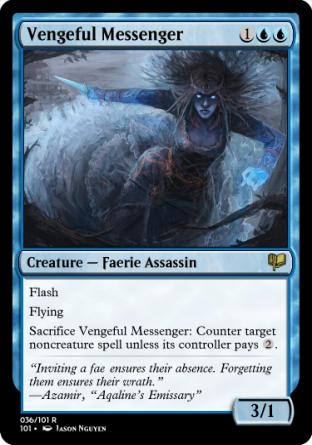 Vengeful Messenger 1
Creature — Faerie Assassin
Flash
Flying
Sacrifice Vengeful Messenger: Counter target
noncreature spell unless its controller pays 2.
"Inviting a fae ensures their absence. Forgetting
them ensures their wrath."
—Azamir, "Aqaline's Emissary"
3/1
036/101 R
101 • Jason Nguyen